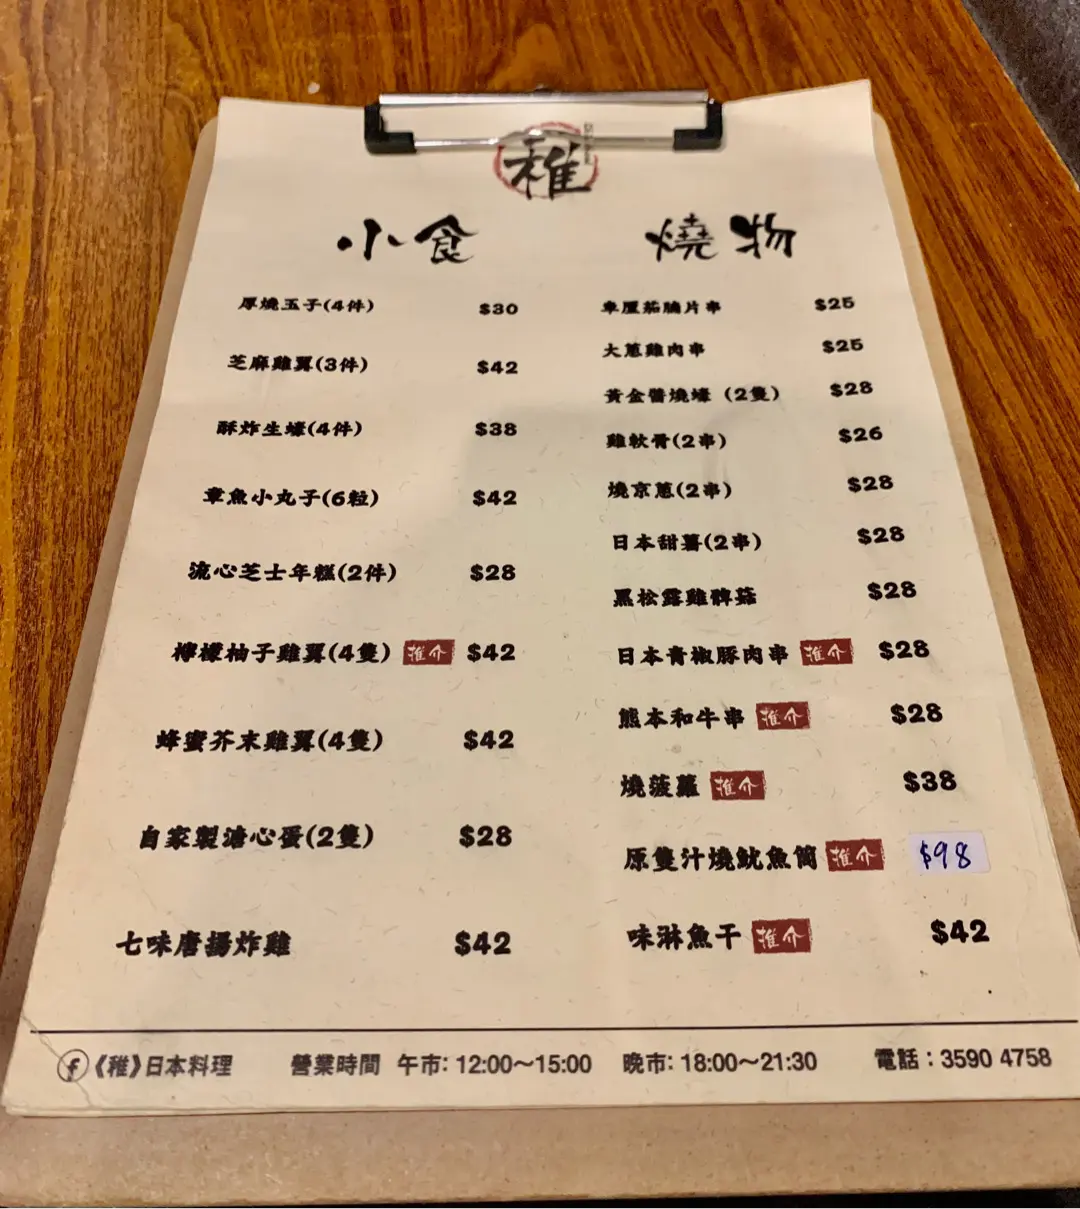 稚
小食
厚燒玉子(4件) $30
芝麻雞翼(3件) $42
酥炸生蠔(4件) $38
章魚小丸子(6粒) $42
流心芝士年糕(2件) $28
檸檬柚子雞翼(4隻) 推介 $42
蜂蜜芥末雞翼(4隻) $42
自家製溏心蛋(2隻) $28
七味唐揚炸雞 $42
燒物
車厘茄腩片串 $25
大蔥雞肉串 $25
黃金醬燒蠔 (2隻) $28
雞軟骨(2串) $26
燒京蔥(2串) $28
日本甜薯(2串) $28
黑松露雞髀菇 $28
日本青椒豚肉串 推介 $28
熊本和牛串 推介 $28
燒菠蘿 推介 $38
原隻汁燒魷魚筒 推介 $98
味淋魚干 推介 $42
《稚》日本料理 營業時間 午市: 12:00～15:00 晚市: 18:00～21:30 電話：3590 4758